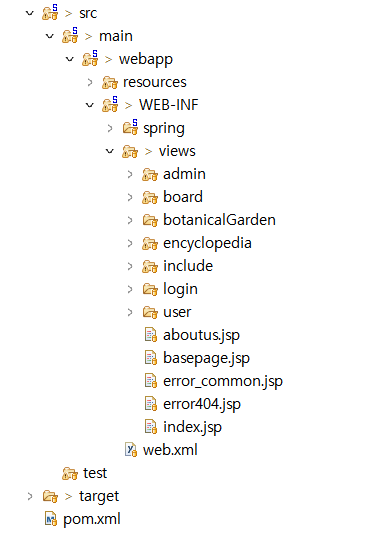 > src
> main
> webapp
resources
> WEB-INF
spring
> views
admin
board
botanicalGarden
encyclopedia
include
login
user
aboutus.jsp
basepage.jsp
error_common.jsp
error404.jsp
index.jsp
web.xml
test
> target
pom.xml